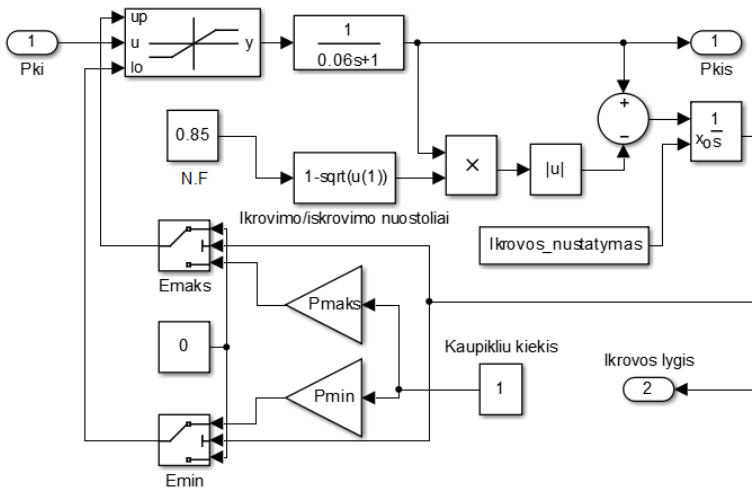 up
u
lo
y
1
Pki
1
0.06s+1
1
Pkis
+
−
0.85
N.F
1-sqrt(u(1))
Ikrovimo/iskrovimo nuostoliai
×
|u|
1
x₀s
Ikrovos_nustatymas
Emaks
Pmaks
0
Kaupikliu kiekis
1
Pmin
Ikrovos lygis
2
Emin